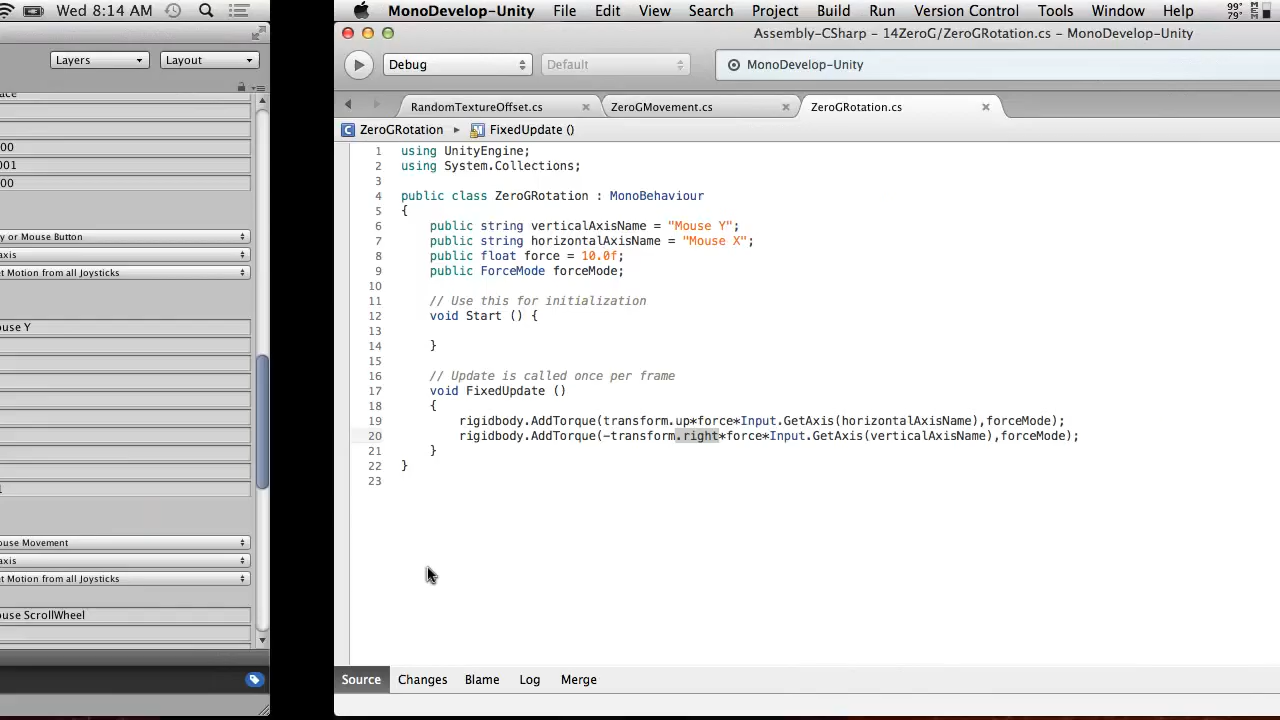 Wed 8:14 AM
MonoDevelop-Unity File Edit View Search Project Build Run Version Control Tools Window Help
99°
79°
Assembly-CSharp - 14ZeroG/ZeroGRotation.cs - MonoDevelop-Unity
Layers
Layout
Debug
Default
MonoDevelop-Unity
RandomTextureOffset.cs
ZeroGMovement.cs
ZeroGRotation.cs
ZeroGRotation
FixedUpdate ()
ace
00
001
00
y or Mouse Button
axis
t Motion from all Joysticks
ouse Y
1
ouse Movement
axis
t Motion from all Joysticks
ouse ScrollWheel
1 using UnityEngine;
2 using System.Collections;
3
4 public class ZeroGRotation : MonoBehaviour
5 {
6 public string verticalAxisName = "Mouse Y";
7 public string horizontalAxisName = "Mouse X";
8 public float force = 10.0f;
9 public ForceMode forceMode;
10
11 // Use this for initialization
12 void Start () {
13
14 }
15
16 // Update is called once per frame
17 void FixedUpdate ()
18 {
19 rigidbody.AddTorque(transform.up*force*Input.GetAxis(horizontalAxisName),forceMode);
20 rigidbody.AddTorque(-transform.right*force*Input.GetAxis(verticalAxisName),forceMode);
21 }
22 }
23
Source Changes Blame Log Merge